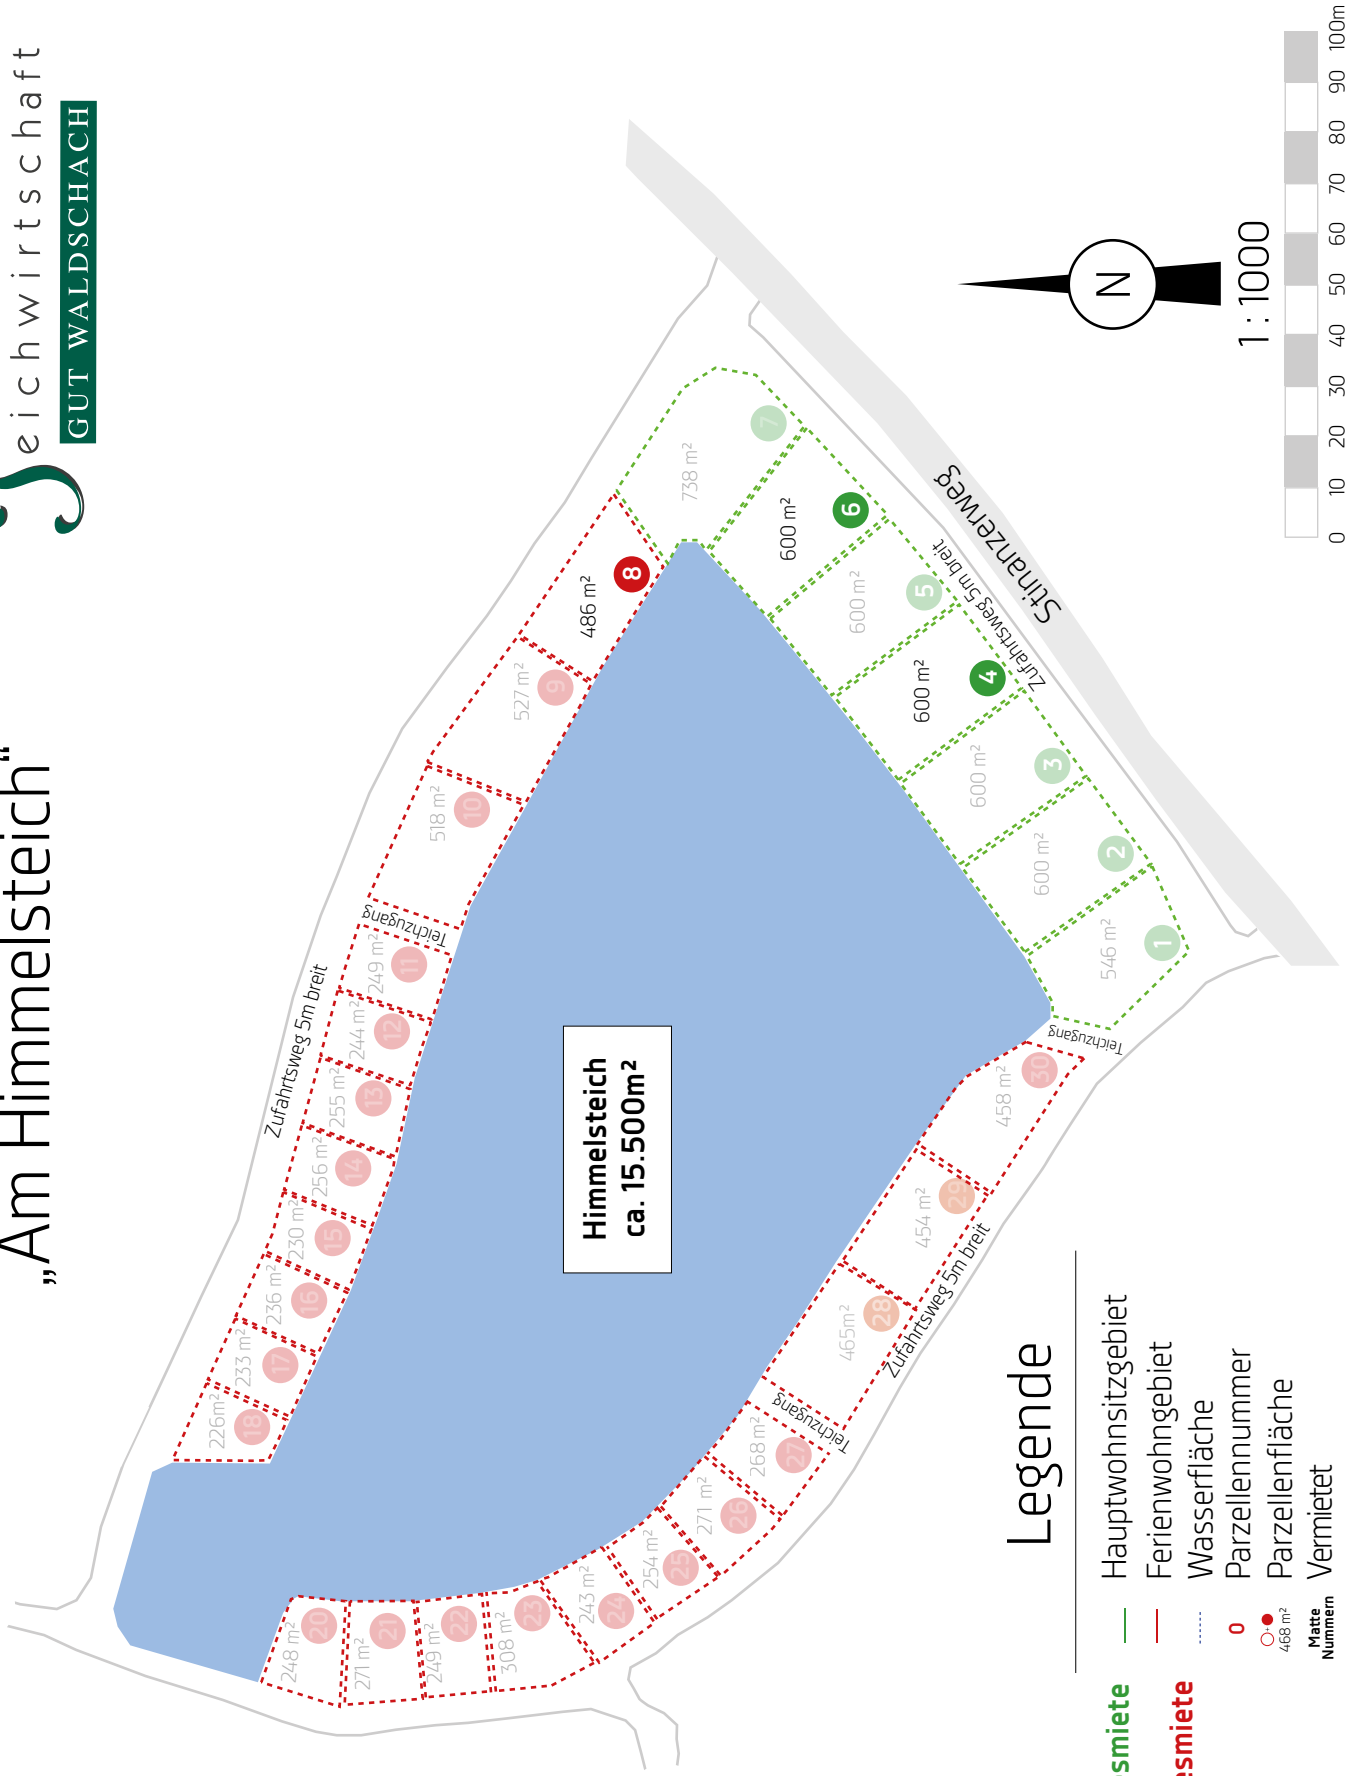 „Am Himmelsteich“
eichwirtschaft
GUT WALDSCHACH
Zufahrtsweg 5m breit
226m²
18
233 m²
17
236 m²
16
230 m²
15
256 m²
14
255 m²
13
244 m²
12
249 m²
11
Teichzugang
518 m²
10
527 m²
9
486 m²
8
738 m²
7
600 m²
6
600 m²
5
600 m²
4
600 m²
3
600 m²
2
546 m²
1
Zufahrtsweg 5m breit
Stinanzerweg
Teichzugang
458 m²
30
454 m²
29
465m²
28
Zufahrtsweg 5m breit
Teichzugang
268 m²
27
271 m²
26
254 m²
25
243 m²
24
308 m²
23
249 m²
22
271 m²
21
248 m²
20
Himmelsteich
ca. 15.500m²
N
1 : 1000
0 10 20 30 40 50 60 70 80 90 100m
Legende
Hauptwohnsitzgebiet
Ferienwohngebiet
Wasserfläche
0 Parzellennummer
468 m² Parzellenfläche
Matte
Nummern
Vermietet
smiete
esmiete